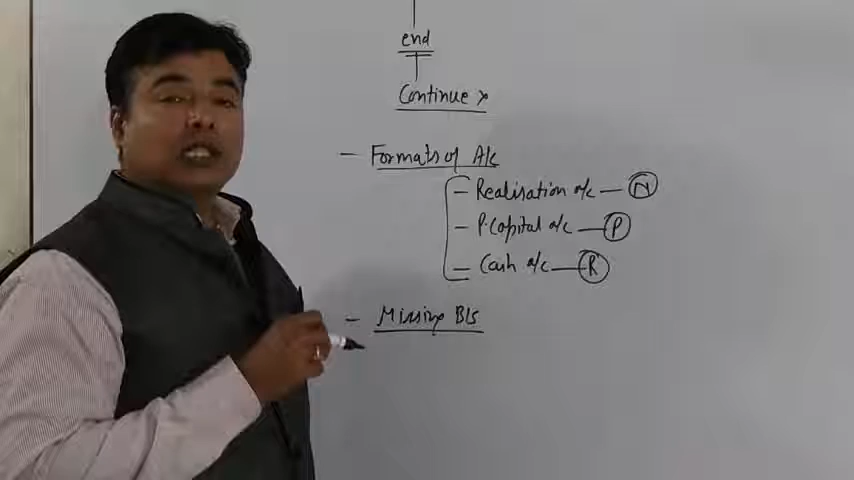 end
Continue ×
- Formats of A/c
- Realisation a/c - N
- P. Capital a/c - P
- Cash a/c - R
- Missing B/s